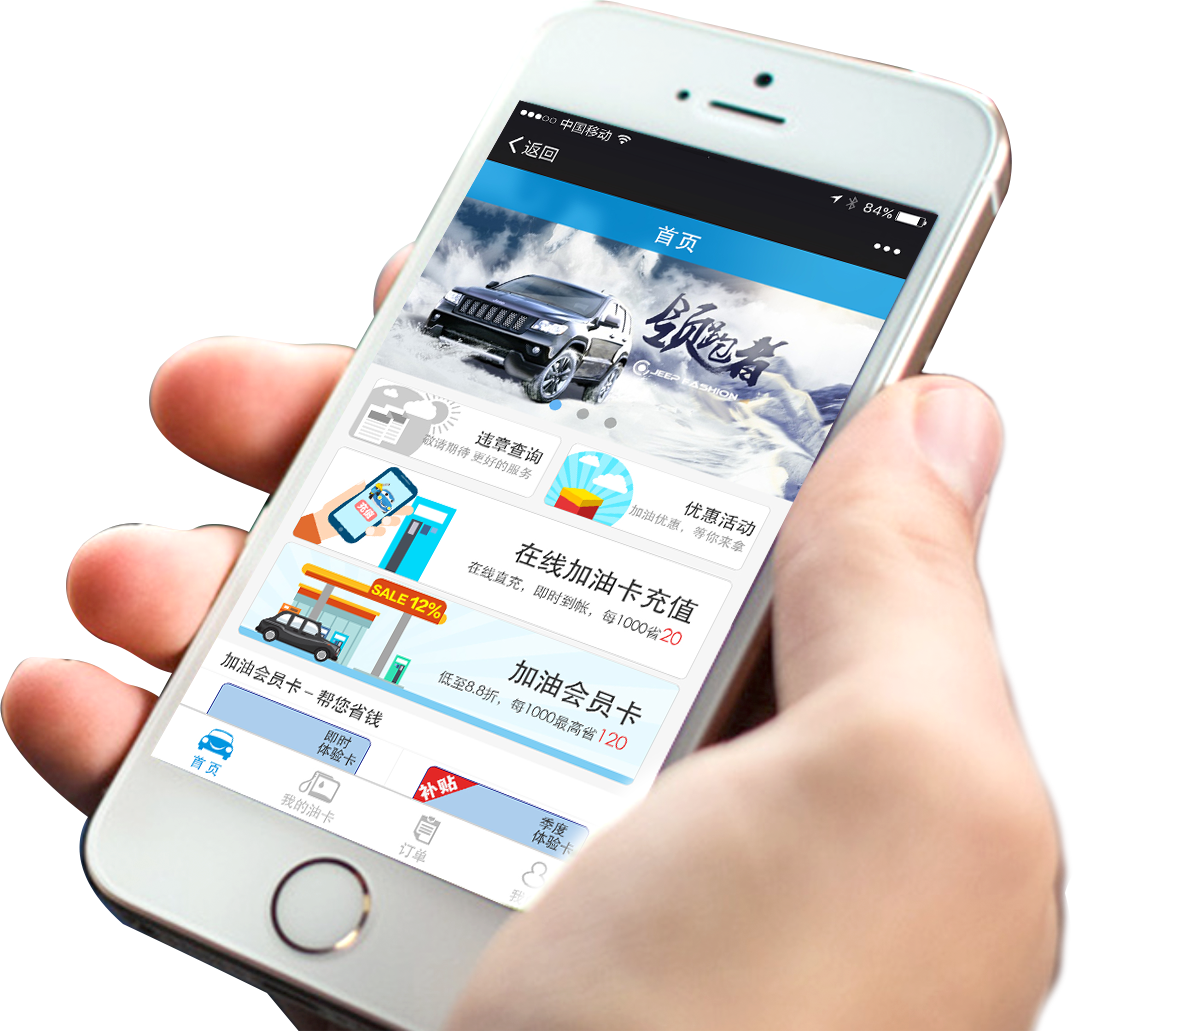 中国移动
84%
返回
首页
领跑者
JEEP FASHION
违章查询
敬请期待 更好的服务
优惠活动
加油优惠，等你来拿
充值
在线加油卡充值
在线直充，即时到帐，每1000省20
SALE 12%
加油会员卡
低至8.8折，每1000最高省120
加油会员卡－帮您省钱
即时
体验卡
补贴
季度
体验卡
首页
我的油卡
订单
我